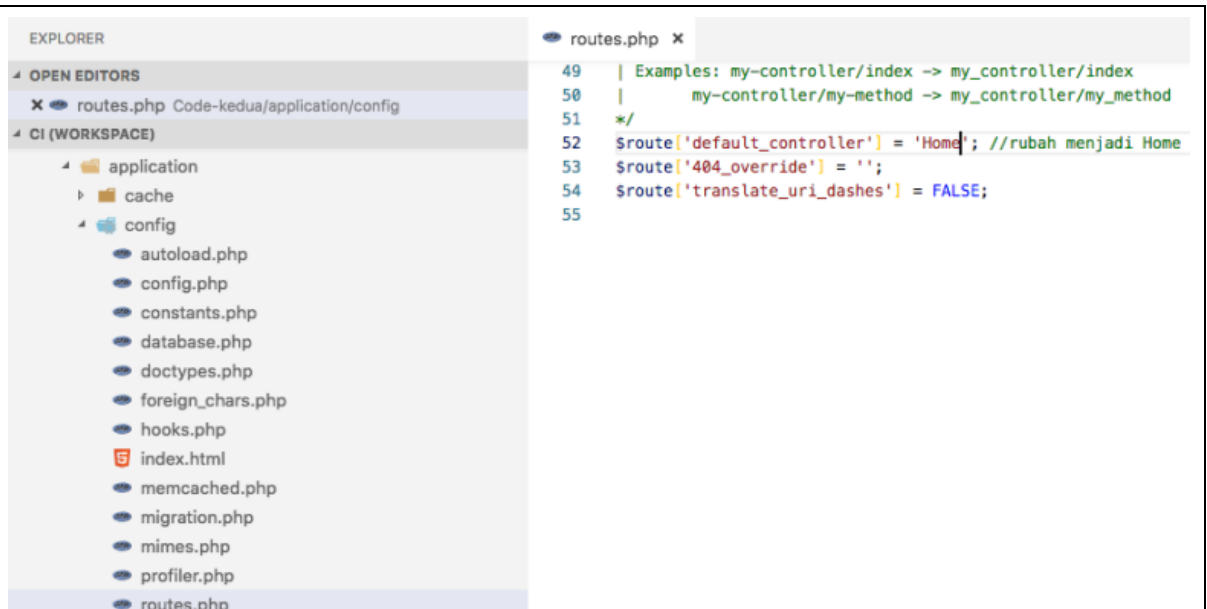 EXPLORER
OPEN EDITORS
routes.php Code-kedua/application/config
CI (WORKSPACE)
application
cache
config
autoload.php
config.php
constants.php
database.php
doctypes.php
foreign_chars.php
hooks.php
index.html
memcached.php
migration.php
mimes.php
profiler.php
routes.php
routes.php
49 | Examples: my-controller/index -> my_controller/index
50 | my-controller/my-method -> my_controller/my_method
51 */
52 $route['default_controller'] = 'Home'; //rubah menjadi Home
53 $route['404_override'] = '';
54 $route['translate_uri_dashes'] = FALSE;
55